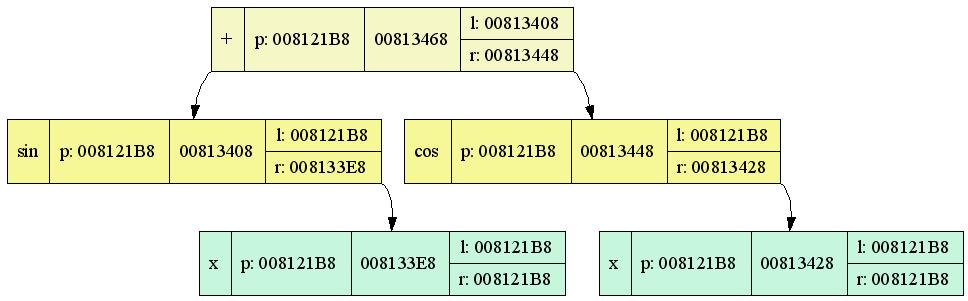 + p: 008121B8 00813468 l: 00813408
r: 00813448
sin p: 008121B8 00813408 l: 008121B8
r: 008133E8
cos p: 008121B8 00813448 l: 008121B8
r: 00813428
x p: 008121B8 008133E8 l: 008121B8
r: 008121B8
x p: 008121B8 00813428 l: 008121B8
r: 008121B8